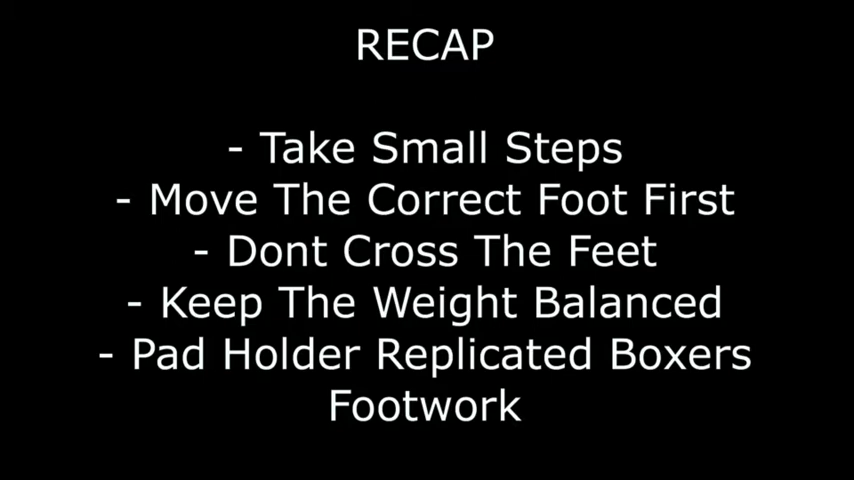 RECAP
- Take Small Steps
- Move The Correct Foot First
- Dont Cross The Feet
- Keep The Weight Balanced
- Pad Holder Replicated Boxers
Footwork